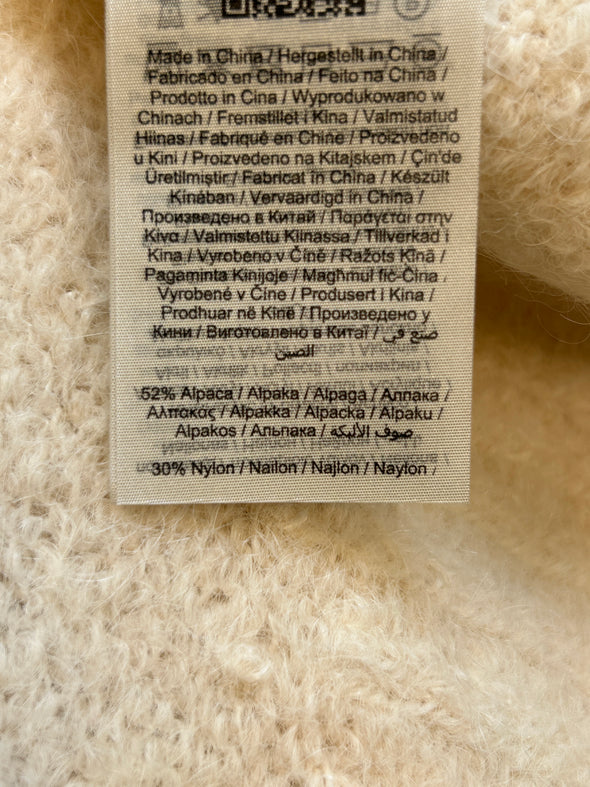 Made in China / Hergestellt in China /
Fabricado en China / Feito na China /
Prodotto in Cina / Wyprodukowano w
Chinach / Fremstillet i Kina / Valmistatud
Hiinas / Fabriqué en Chine / Proizvedeno
u Kini / Proizvedeno na Kitajskem / Çin'de
Üretilmiştir / Fabricat în China / Készült
Kínában / Vervaardigd in China /
Произведено в Китай / Παράγεται στην
Κίνα / Valmistettu Kiinassa / Tillverkad i
Kina / Vyrobeno v Číně / Ražots Ķīnā /
Pagaminta Kinijoje / Magħmul fiċ-Ċina /
Vyrobené v Číne / Produsert i Kina /
Prodhuar në Kinë / Произведено у
Кини / Виготовлено в Китаї / صنع في
الصين
52% Alpaca / Alpaka / Alpaga / Алпака /
Αλπακάς / Alpakka / Alpacka / Alpaku /
Alpakos / Альпака / صوف الألبكه
30% Nylon / Nailon / Najlon / Naylon /